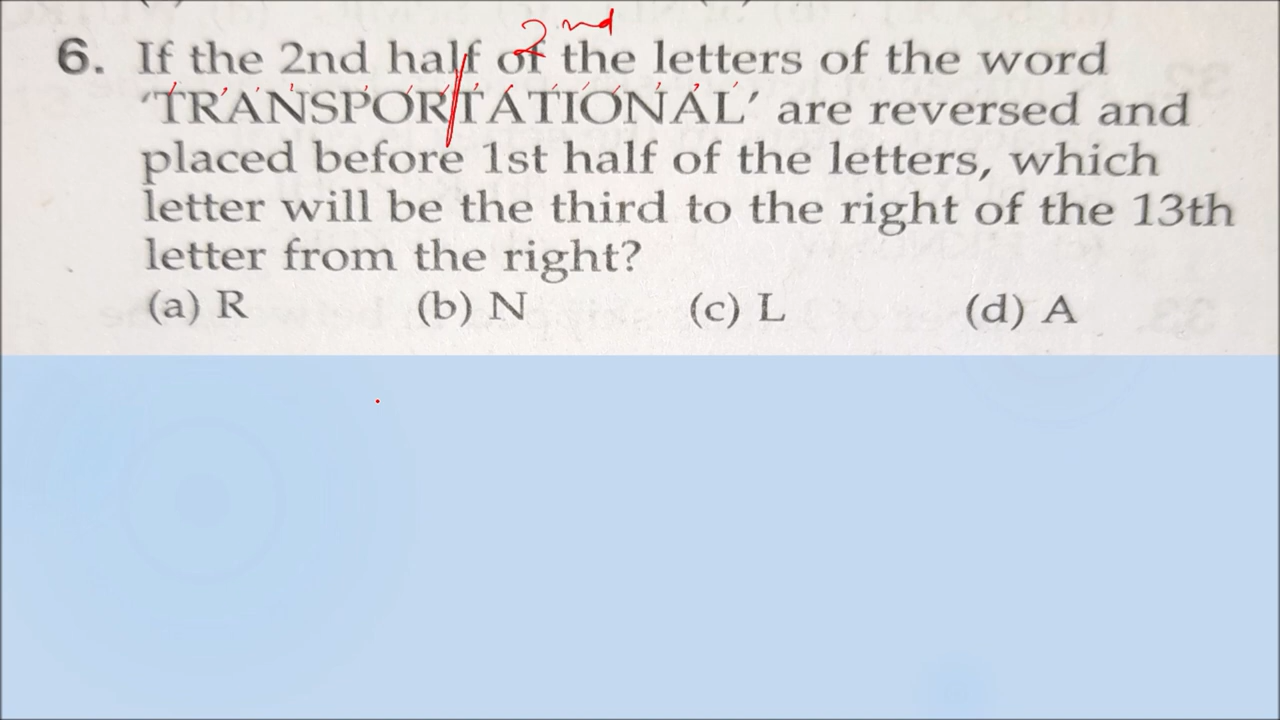 2nd
6. If the 2nd half of the letters of the word
‘TRANSPORTATIONAL’ are reversed and
placed before 1st half of the letters, which
letter will be the third to the right of the 13th
letter from the right?
(a) R (b) N (c) L (d) A